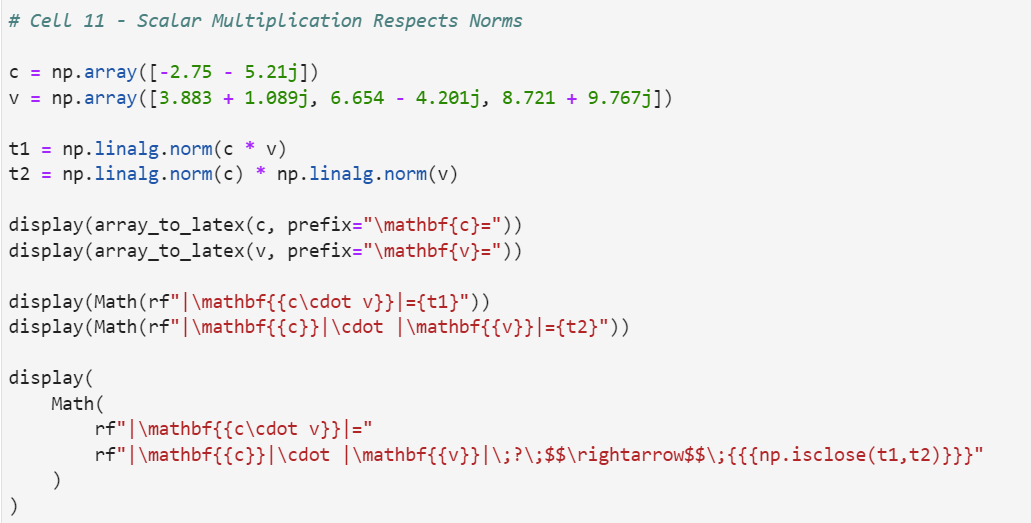 # Cell 11 - Scalar Multiplication Respects Norms

c = np.array([-2.75 - 5.21j])
v = np.array([3.883 + 1.089j, 6.654 - 4.201j, 8.721 + 9.767j])

t1 = np.linalg.norm(c * v)
t2 = np.linalg.norm(c) * np.linalg.norm(v)

display(array_to_latex(c, prefix="\mathbf{c}="))
display(array_to_latex(v, prefix="\mathbf{v}="))

display(Math(rf"|\mathbf{{c\cdot v}}|={t1}"))
display(Math(rf"|\mathbf{{c}}|\cdot |\mathbf{{v}}|={t2}"))

display(
    Math(
        rf"|\mathbf{{c\cdot v}}|="
        rf"|\mathbf{{c}}|\cdot |\mathbf{{v}}|\;?\;$$\rightarrow$$\;{{{np.isclose(t1,t2)}}}"
    )
)